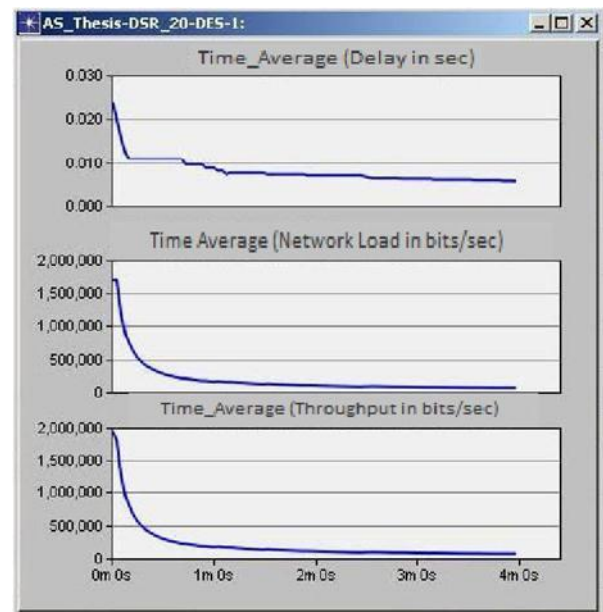 AS_Thesis-DSR_20-DES-1:
Time_Average (Delay in sec)
0.030
0.020
0.010
0.000
Time Average (Network Load in bits/sec)
2,000,000
1,500,000
1,000,000
500,000
0
Time_Average (Throughput in bits/sec)
2,000,000
1,500,000
1,000,000
500,000
0
0m 0s 1m 0s 2m 0s 3m 0s 4m 0s